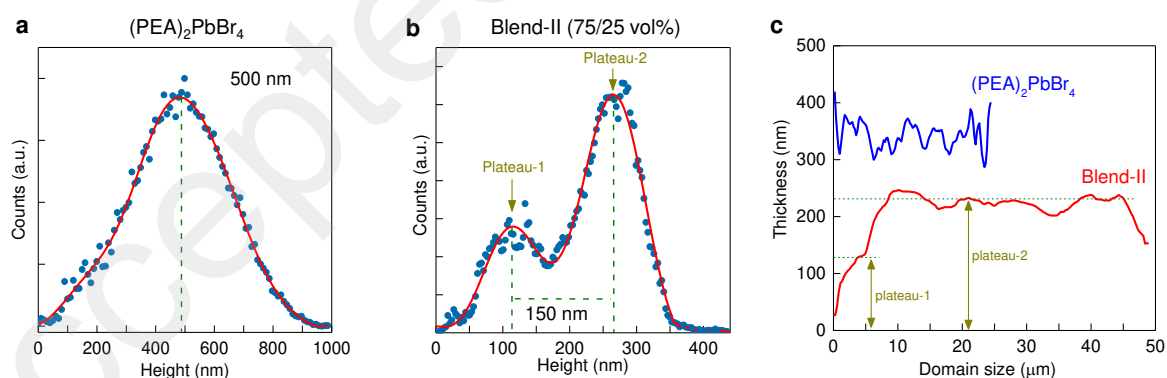 a
(PEA)2PbBr4
500 nm
Counts (a.u.)
0 200 400 600 800 1000
Height (nm)
b
Blend-II (75/25 vol%)
Plateau-2
Plateau-1
150 nm
Counts (a.u.)
0 100 200 300 400
Height (nm)
c
500
400
300
200
100
0
Thickness (nm)
(PEA)2PbBr4
Blend-II
plateau-2
plateau-1
0 10 20 30 40 50
Domain size (μm)
ccepte